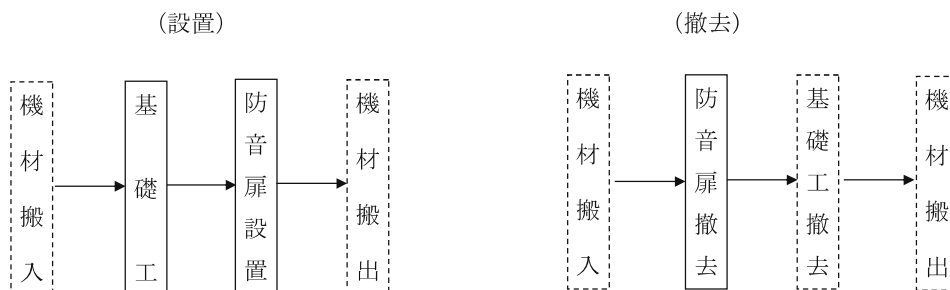 (設置)
機材搬入
基礎工
防音扉設置
機材搬出
(撤去)
機材搬入
防音扉撤去
基礎工撤去
機材搬出